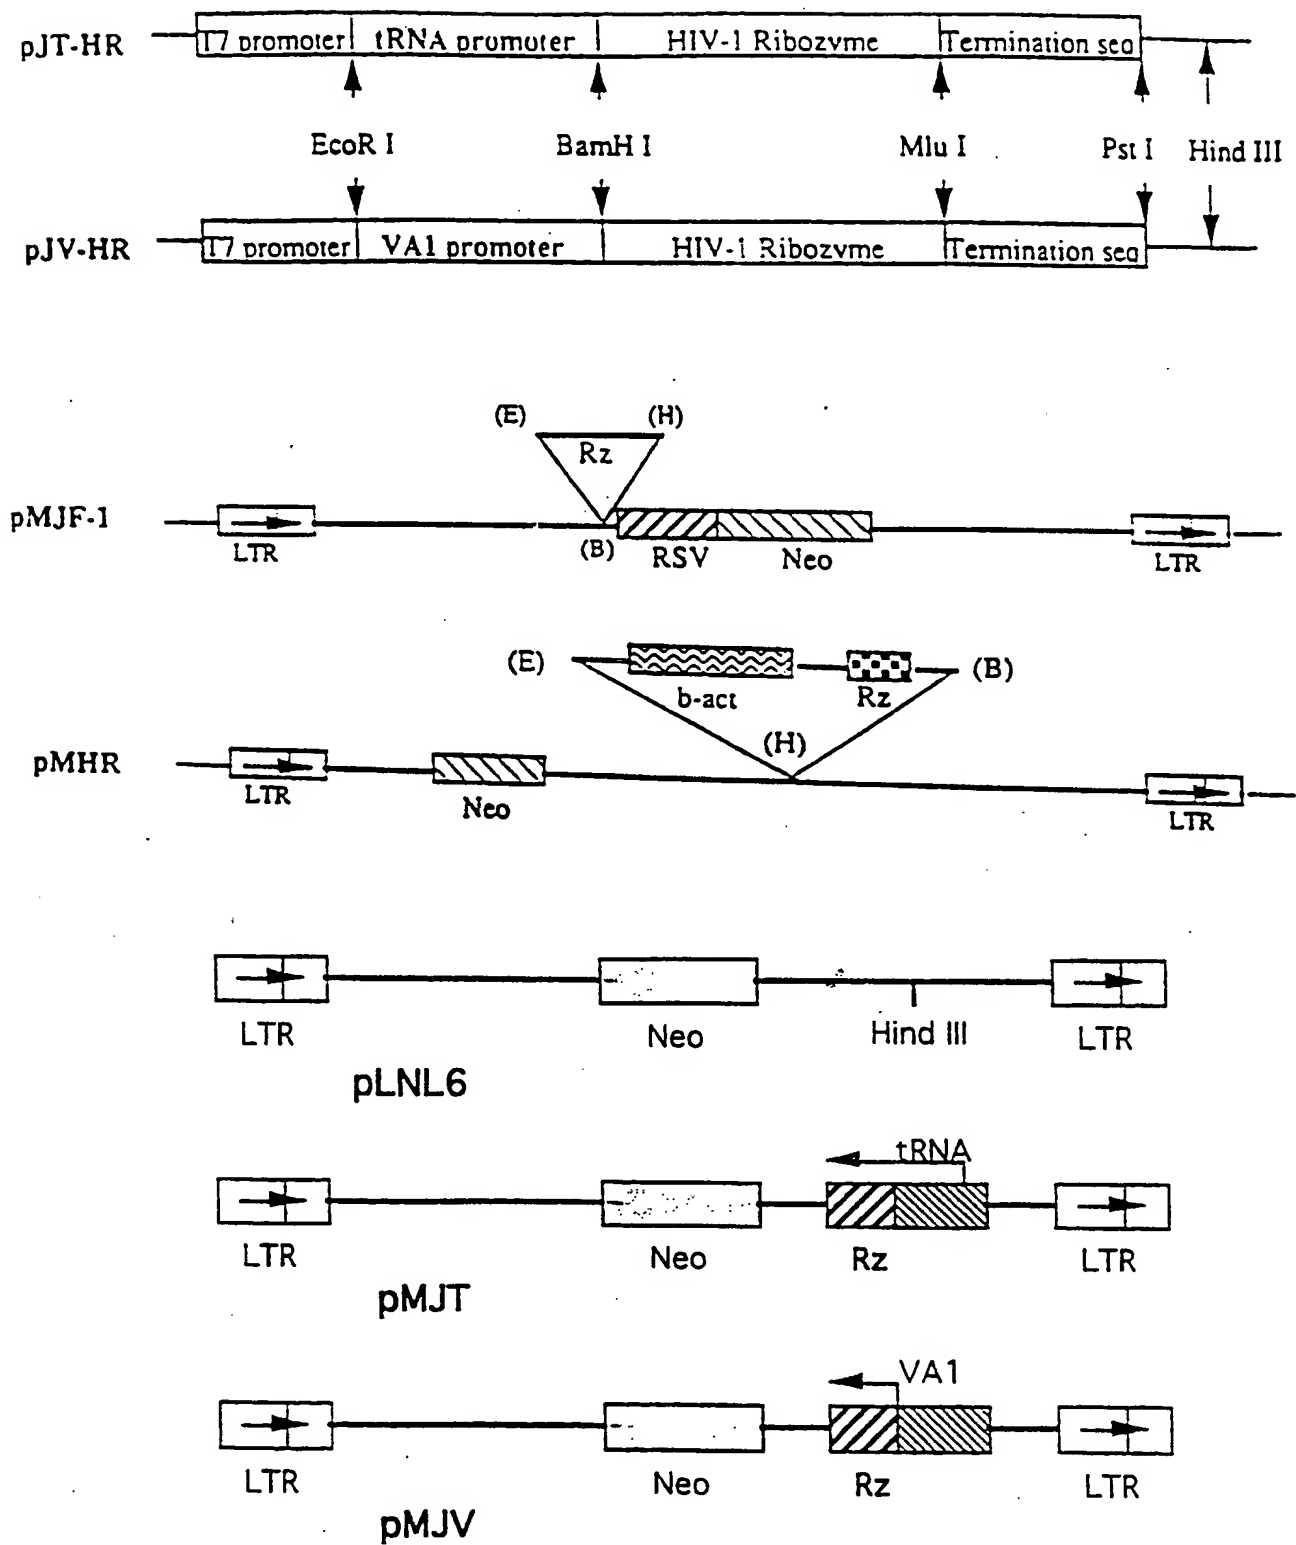 pJT-HR T7 promoter tRNA promoter HIV-1 Ribozyme Termination seq
EcoR I BamH I Mlu I Pst I Hind III
pJV-HR T7 promoter VA1 promoter HIV-1 Ribozyme Termination seq
(E) (H)
Rz
pMJF-1
LTR (B) RSV Neo LTR
(E) (B)
b-act Rz
(H)
pMHR
LTR Neo LTR
LTR Neo Hind III LTR
pLNL6
tRNA
LTR Neo Rz LTR
pMJT
VA1
LTR Neo Rz LTR
pMJV